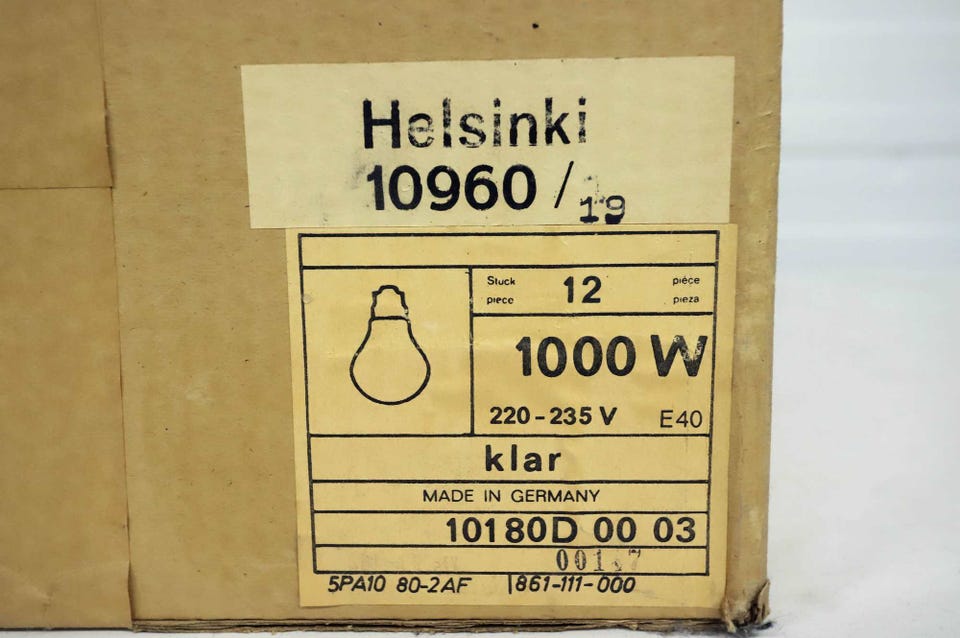 Helsinki
10960/19
Stuck 12 pièce
piece pieza
1000 W
220-235 V E40
klar
MADE IN GERMANY
10180D 00 03
5PA10 80-2AF 861-111-000